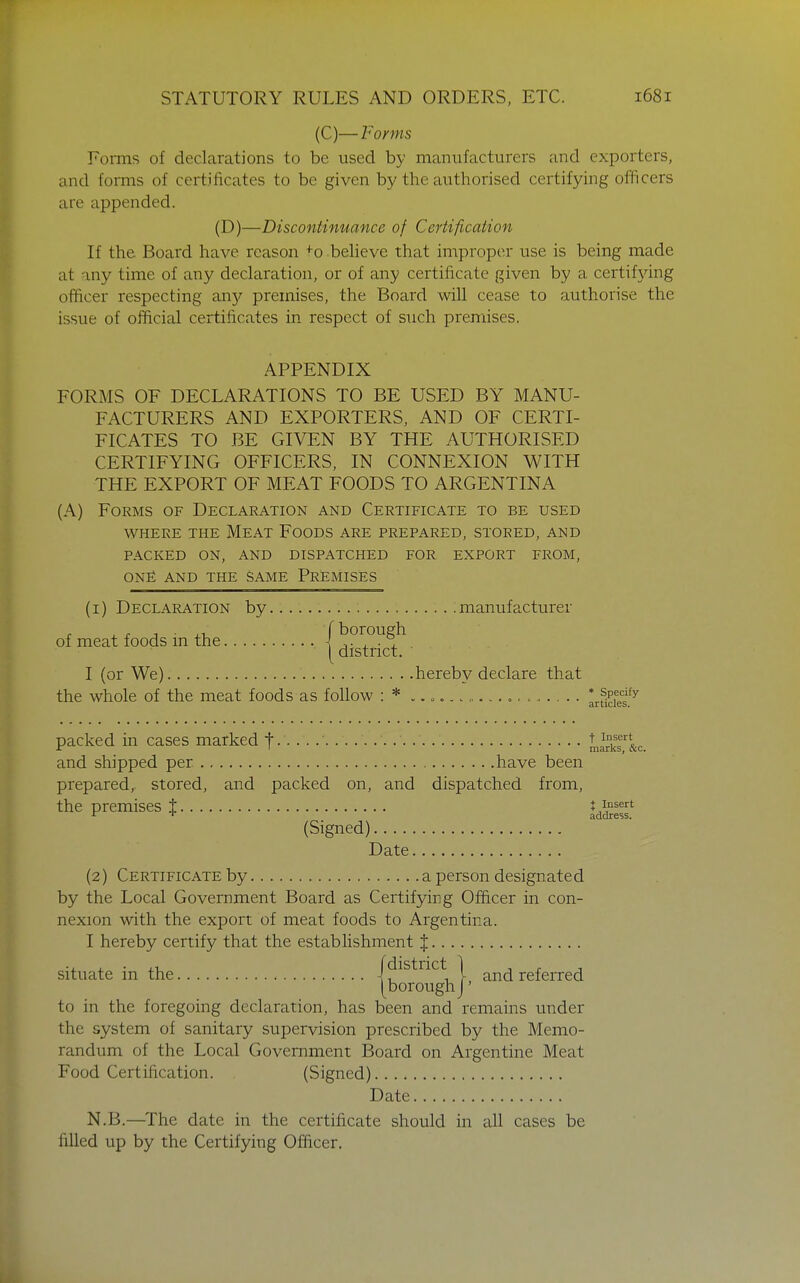 STATUTORY RULES AND ORDERS, ETC. 1681
(C)—Forms
Forms of declarations to be used by manufacturers and exporters,
and forms of certificates to be given by the authorised certifying officers
are appended.
(D)—Discontinuance of Certification
If the Board have reason to believe that improper use is being made
at any time of any declaration, or of any certificate given by a certifying
officer respecting any premises, the Board will cease to authorise the
issue of official certificates in respect of such premises.
APPENDIX
FORMS OF DECLARATIONS TO BE USED BY MANU-
FACTURERS AND EXPORTERS, AND OF CERTI-
FICATES TO BE GIVEN BY THE AUTHORISED
CERTIFYING OFFICERS, IN CONNEXION WITH
THE EXPORT OF MEAT FOODS TO ARGENTINA
(A) Forms of Declaration and Certificate to be used
where the Meat Foods are prepared, stored, and
packed on, and dispatched for export from,
one and the same Premises
(1) Declaration by........................manufacturer
of meat foods in the.......... { borough
district.
I (or We)..........................hereby declare that
the whole of the meat foods as follow : * .................... * Specify articles.
............................................................
packed in cases marked †.................................... † Insert marks, &c.
and shipped per ..........................have been
prepared, stored, and packed on, and dispatched from,
the premises ‡....................... ‡ Insert address.
(Signed).....................
Date.................
(2) Certificate by...................a person designated
by the Local Government Board as Certifying Officer in con-
nexion with the export of meat foods to Argentina.
I hereby certify that the establishment ‡.................
situate in the...................... {district
borough}, and referred
to in the foregoing declaration, has been and remains under
the system of sanitary supervision prescribed by the Memo-
randum of the Local Government Board on Argentine Meat
Food Certification. (Signed).....................
Date.................
N.B.—The date in the certificate should in all cases be
filled up by the Certifying Officer.